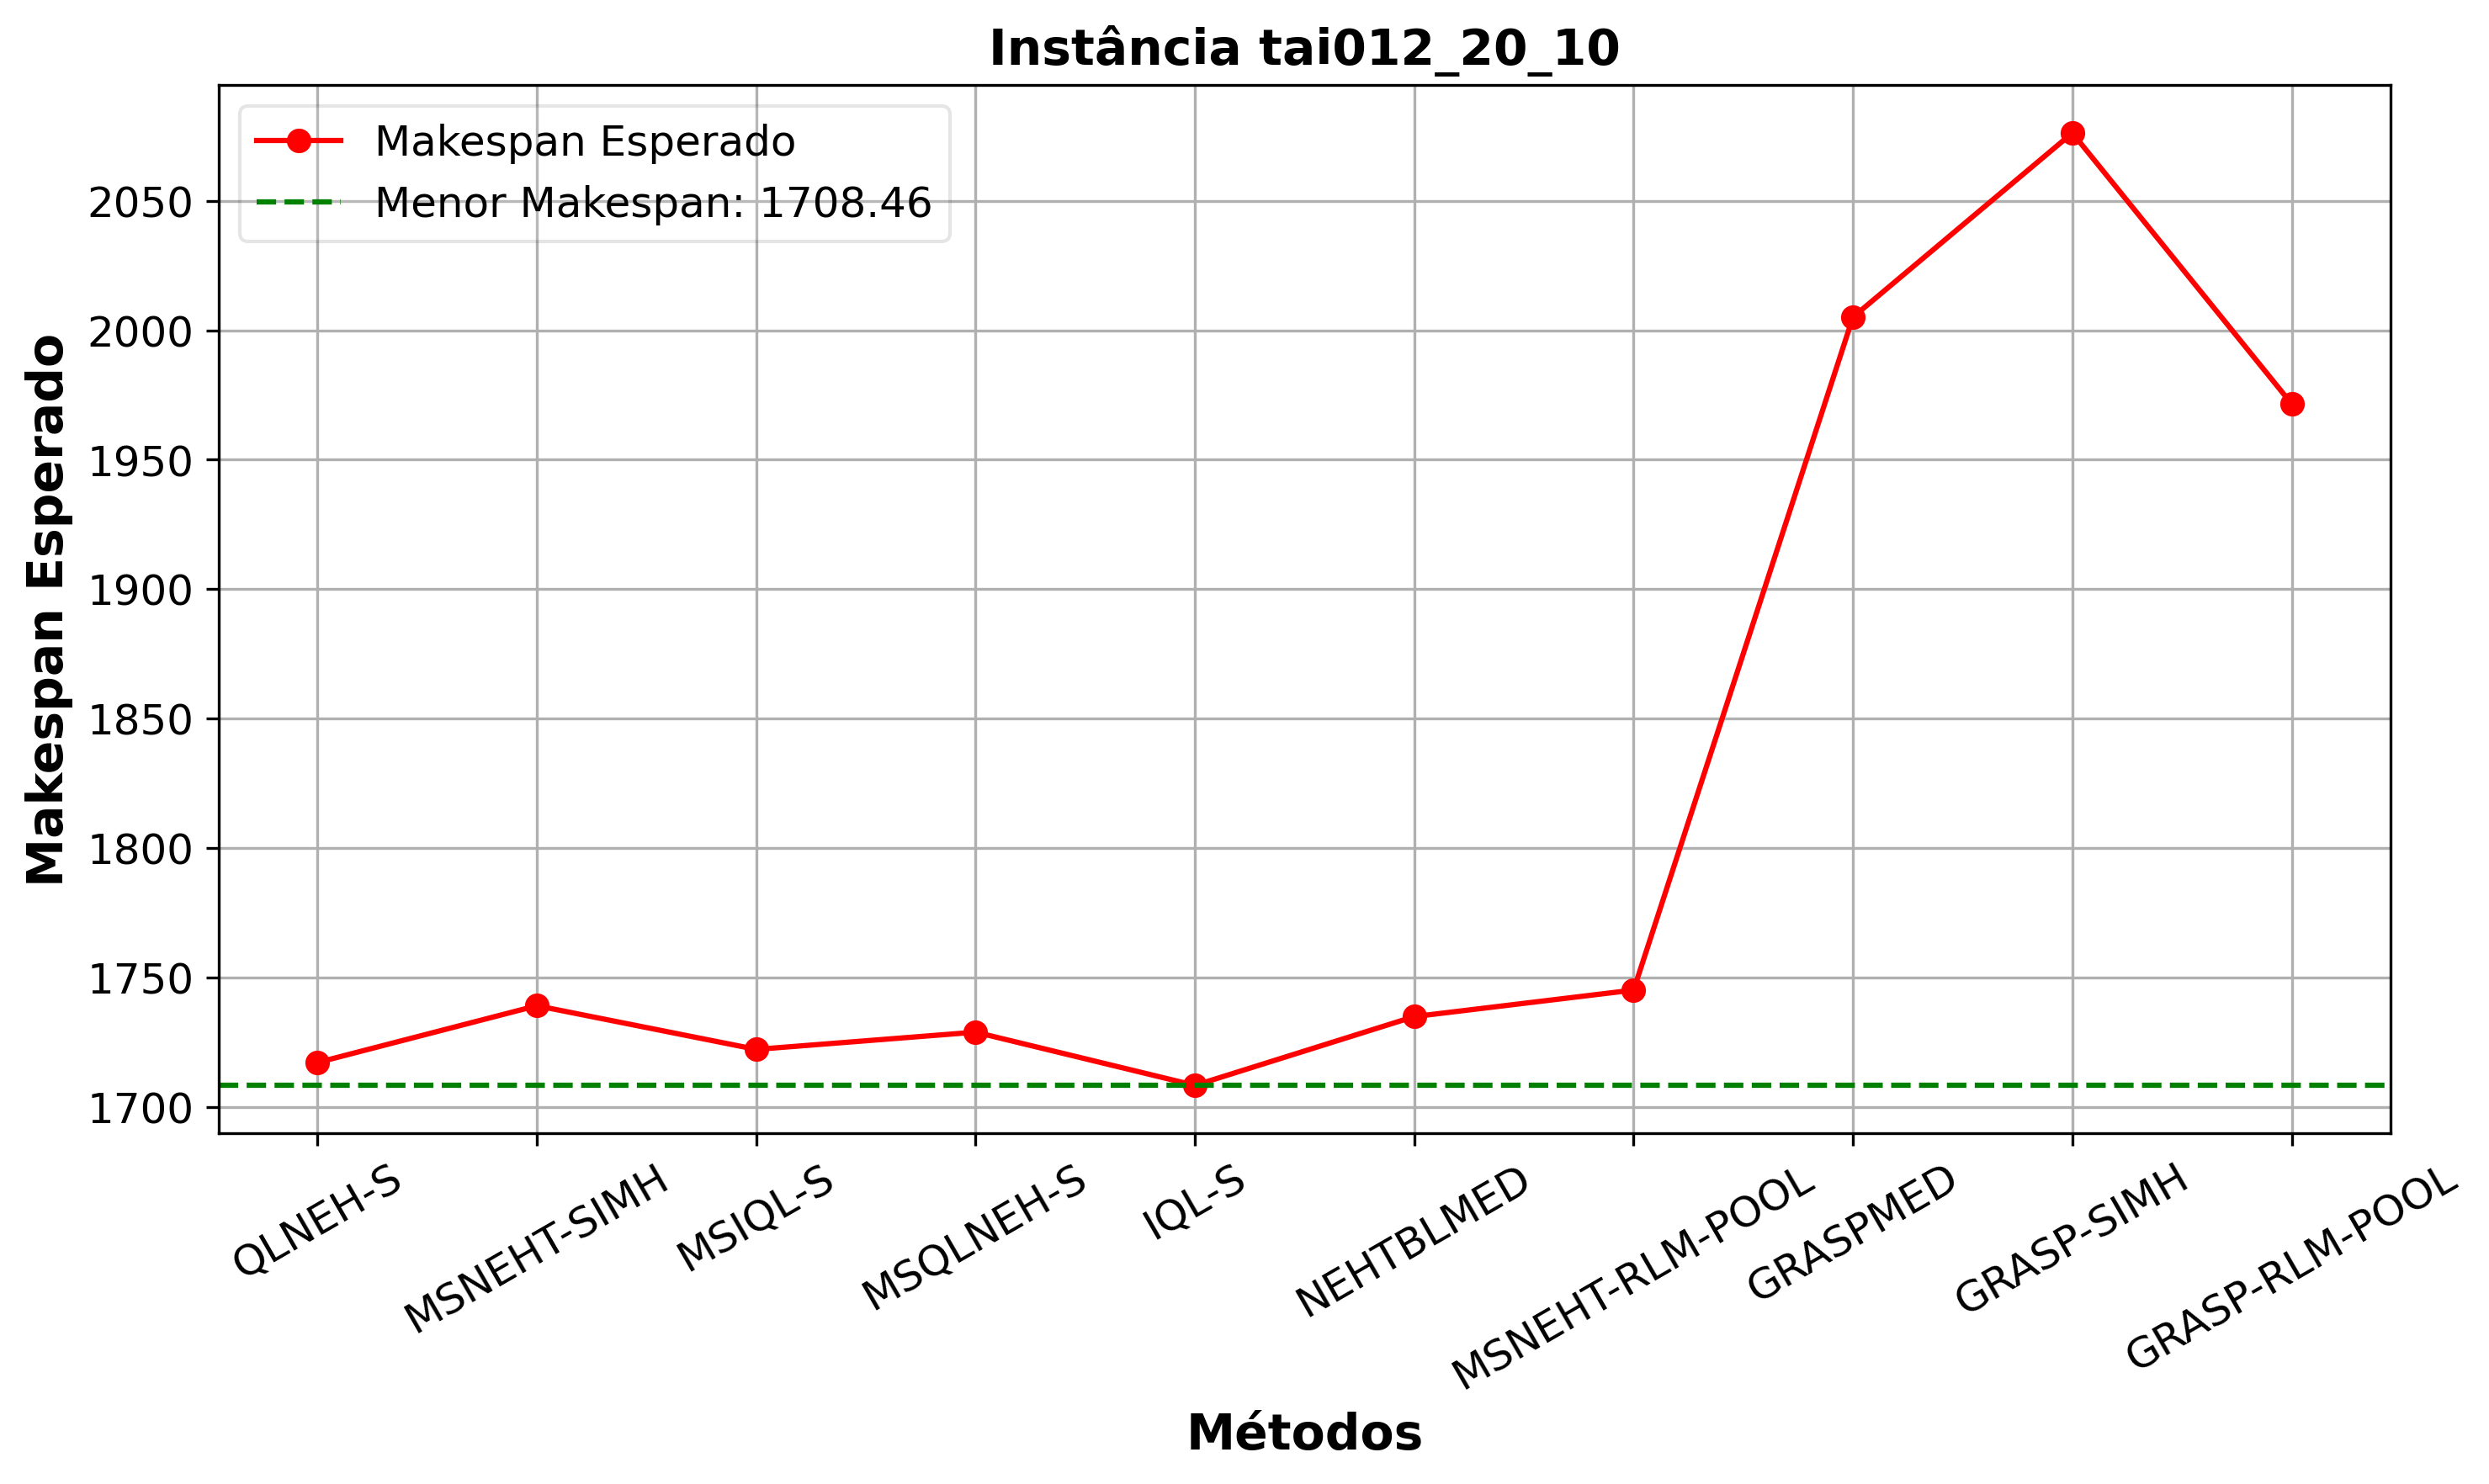 Instância tai012_20_10
Makespan Esperado
Menor Makespan: 1708.46
Makespan Esperado
2050
2000
1950
1900
1850
1800
1750
1700
QLNEH-S
MSNEHT-SIMH
MSIQL-S
MSQLNEH-S
IQL-S
NEHTBLMED
MSNEHT-RLM-POOL
GRASPMED
GRASP-SIMH
GRASP-RLM-POOL
Métodos